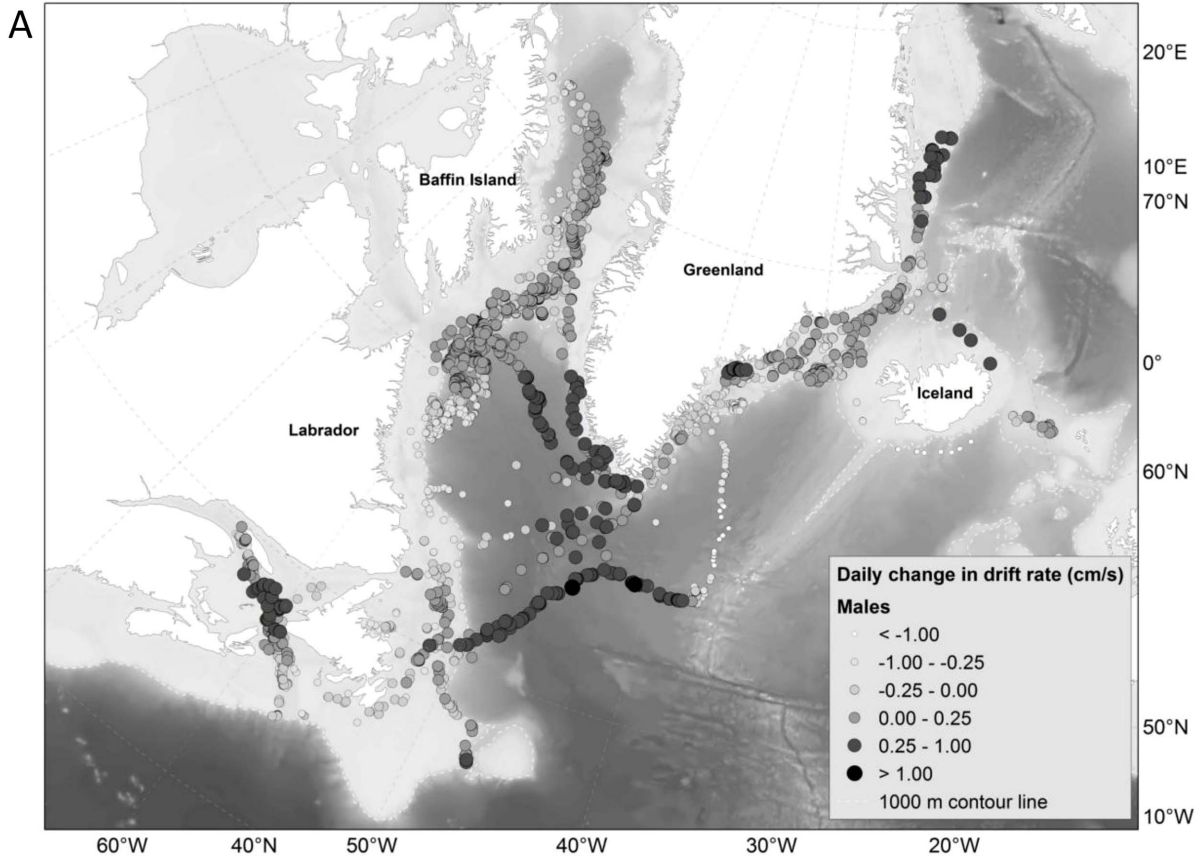 A
20°E
Baffin Island
10°E
70°N
Greenland
0°
Iceland
Labrador
60°N
Daily change in drift rate (cm/s)
Males
< -1.00
-1.00 - -0.25
-0.25 - 0.00
0.00 - 0.25
0.25 - 1.00
> 1.00
1000 m contour line
50°N
10°W
60°W 40°N 50°W 40°W 30°W 20°W